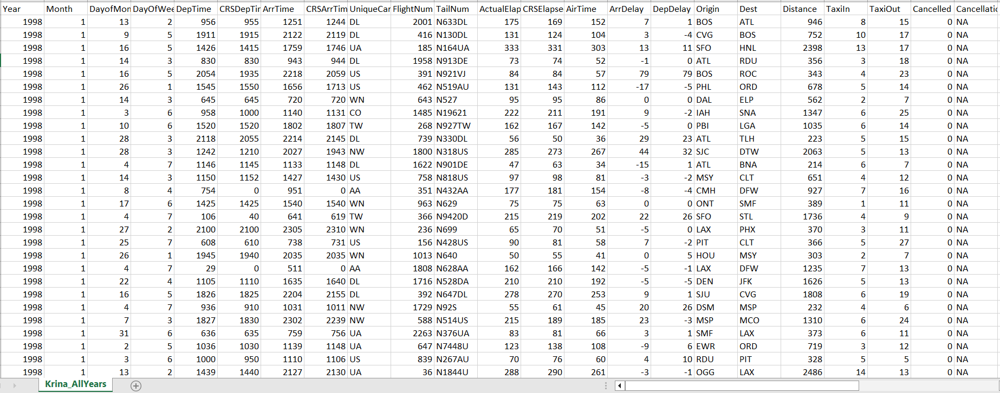 Year Month DayofMon DayOfWee DepTime CRSDepTir ArrTime CRSArrTim UniqueCar FlightNum TailNum ActualElap CRSElapse AirTime ArrDelay DepDelay Origin Dest Distance TaxiIn TaxiOut Cancelled Cancellatic
1998 1 13 2 956 955 1251 1244 DL 2001 N633DL 175 169 152 7 1 BOS ATL 946 8 15 0 NA
1998 1 9 5 1911 1915 2122 2119 DL 416 N130DL 131 124 104 3 -4 CVG BOS 752 10 17 0 NA
1998 1 16 5 1426 1415 1759 1746 UA 185 N164UA 333 331 303 13 11 SFO HNL 2398 13 17 0 NA
1998 1 14 3 830 830 943 944 DL 1958 N913DE 73 74 52 -1 0 ATL RDU 356 3 18 0 NA
1998 1 16 5 2054 1935 2218 2059 US 391 N921VJ 84 84 57 79 79 BOS ROC 343 4 23 0 NA
1998 1 26 1 1545 1550 1656 1713 US 462 N519AU 131 143 112 -17 -5 PHL ORD 678 5 14 0 NA
1998 1 14 3 645 645 720 720 WN 643 N527 95 95 86 0 0 DAL ELP 562 2 7 0 NA
1998 1 3 6 958 1000 1140 1131 CO 1485 N19621 222 211 191 9 -2 IAH SNA 1347 6 25 0 NA
1998 1 10 6 1520 1520 1802 1807 TW 268 N927TW 162 167 142 -5 0 PBI LGA 1035 6 14 0 NA
1998 1 28 3 2118 2055 2214 2145 DL 739 N330DL 56 50 36 29 23 ATL TLH 223 5 15 0 NA
1998 1 28 3 1242 1210 2027 1943 NW 1800 N318US 285 273 267 44 32 SJC DTW 2063 5 13 0 NA
1998 1 4 7 1146 1145 1133 1148 DL 1622 N901DE 47 63 34 -15 1 ATL BNA 214 6 7 0 NA
1998 1 14 3 1150 1152 1427 1430 US 758 N818US 97 98 81 -3 -2 MSY CLT 651 4 12 0 NA
1998 1 8 4 754 0 951 0 AA 351 N432AA 177 181 154 -8 -4 CMH DFW 927 7 16 0 NA
1998 1 17 6 1425 1425 1540 1540 WN 963 N629 75 75 63 0 0 ONT SMF 389 1 11 0 NA
1998 1 4 7 106 40 641 619 TW 366 N9420D 215 219 202 22 26 SFO STL 1736 4 9 0 NA
1998 1 27 2 2100 2100 2305 2310 WN 236 N699 65 70 51 -5 0 LAX PHX 370 3 11 0 NA
1998 1 25 7 608 610 738 731 US 156 N428US 90 81 58 7 -2 PIT CLT 366 5 27 0 NA
1998 1 26 1 1945 1940 2035 2035 WN 1013 N640 50 55 41 0 5 HOU MSY 303 2 7 0 NA
1998 1 4 7 29 0 511 0 AA 1808 N628AA 162 166 142 -5 -1 LAX DFW 1235 7 13 0 NA
1998 1 22 4 1105 1110 1635 1640 DL 1716 N528DA 210 210 192 -5 -5 DEN JFK 1626 5 13 0 NA
1998 1 16 5 1826 1825 2204 2155 DL 392 N647DL 278 270 253 9 1 SJU CVG 1808 6 19 0 NA
1998 1 4 7 936 910 1031 1011 NW 1729 N92S 55 61 45 20 26 DSM MSP 232 4 6 0 NA
1998 1 7 3 1827 1830 2302 2239 NW 588 N514US 215 189 185 23 -3 MSP MCO 1310 6 24 0 NA
1998 1 31 6 636 635 759 756 UA 2263 N376UA 83 81 66 3 1 SMF LAX 373 6 11 0 NA
1998 1 2 5 1036 1030 1139 1148 UA 647 N7448U 123 138 108 -9 6 EWR ORD 719 3 12 0 NA
1998 1 3 6 1000 950 1110 1106 US 839 N267AU 70 76 60 4 10 RDU PIT 328 5 5 0 NA
1998 1 13 2 1439 1440 2127 2130 UA 36 N1844U 288 290 261 -3 -1 OGG LAX 2486 14 13 0 NA
Krina_AllYears